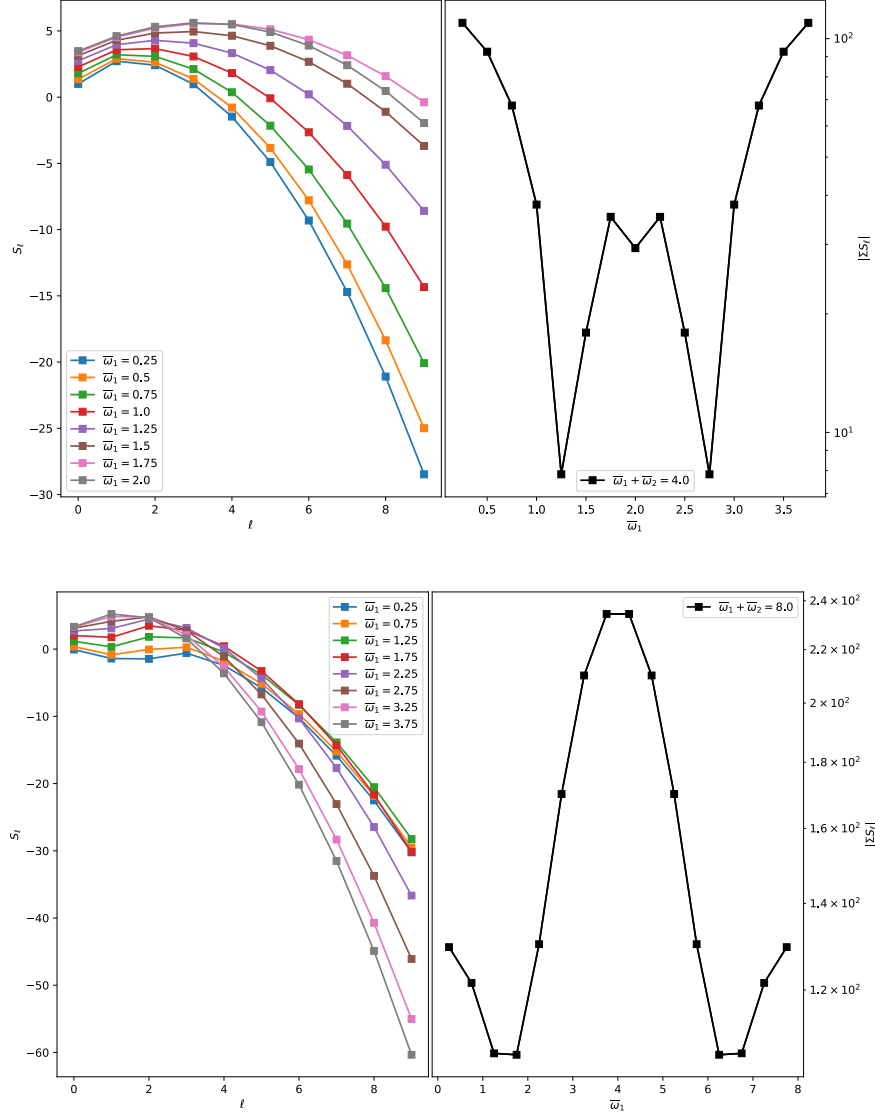 5
0
−5
−10
−15
−20
−25
−30
S_ℓ
0 2 4 6 8
ℓ
ω̅₁ = 0.25
ω̅₁ = 0.5
ω̅₁ = 0.75
ω̅₁ = 1.0
ω̅₁ = 1.25
ω̅₁ = 1.5
ω̅₁ = 1.75
ω̅₁ = 2.0
10²
10¹
|ΣS_ℓ|
ω̅₁ + ω̅₂ = 4.0
0.5 1.0 1.5 2.0 2.5 3.0 3.5
ω̅₁
0
−10
−20
−30
−40
−50
−60
S_ℓ
0 2 4 6 8
ℓ
ω̅₁ = 0.25
ω̅₁ = 0.75
ω̅₁ = 1.25
ω̅₁ = 1.75
ω̅₁ = 2.25
ω̅₁ = 2.75
ω̅₁ = 3.25
ω̅₁ = 3.75
ω̅₁ + ω̅₂ = 8.0
2.4 × 10²
2.2 × 10²
2 × 10²
1.8 × 10²
1.6 × 10²
1.4 × 10²
1.2 × 10²
|ΣS_ℓ|
0 1 2 3 4 5 6 7 8
ω̅₁